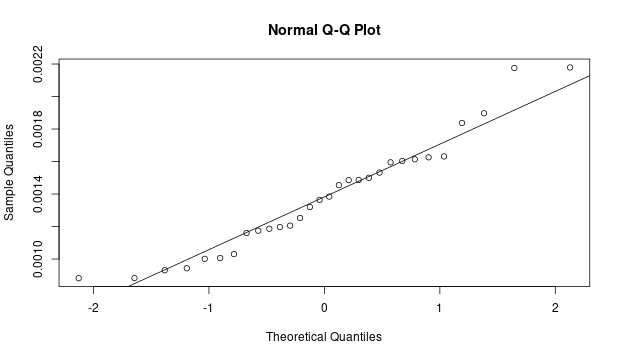 Normal Q-Q Plot
Sample Quantiles
0.0022
0.0018
0.0014
0.0010
-2 -1 0 1 2
Theoretical Quantiles